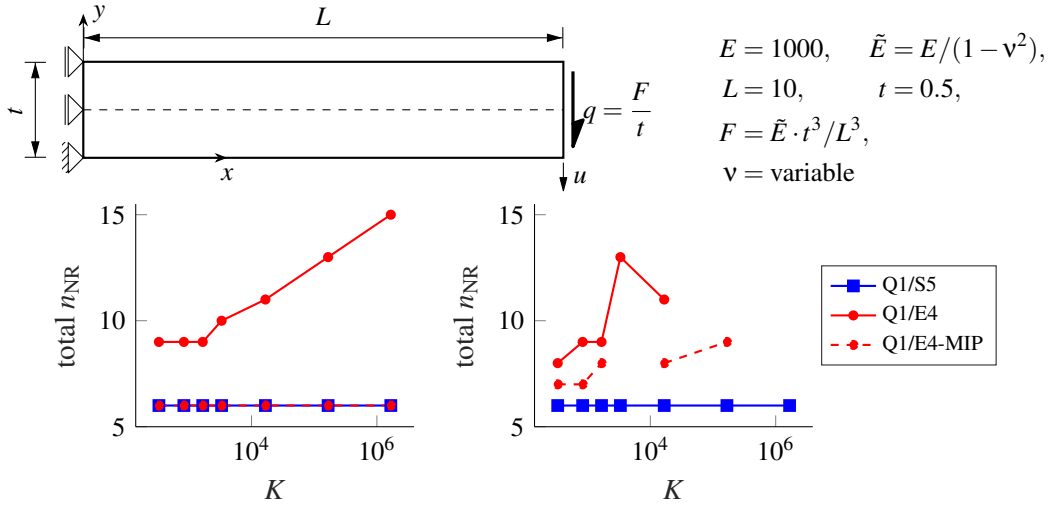 y
L
t
x
q = F/t
u
E = 1000, Ẽ = E/(1 − ν²),
L = 10, t = 0.5,
F = Ẽ · t³/L³,
ν = variable
15
10
5
total n_NR
10⁴
10⁶
K
15
10
5
total n_NR
10⁴
10⁶
K
Q1/S5
Q1/E4
Q1/E4-MIP